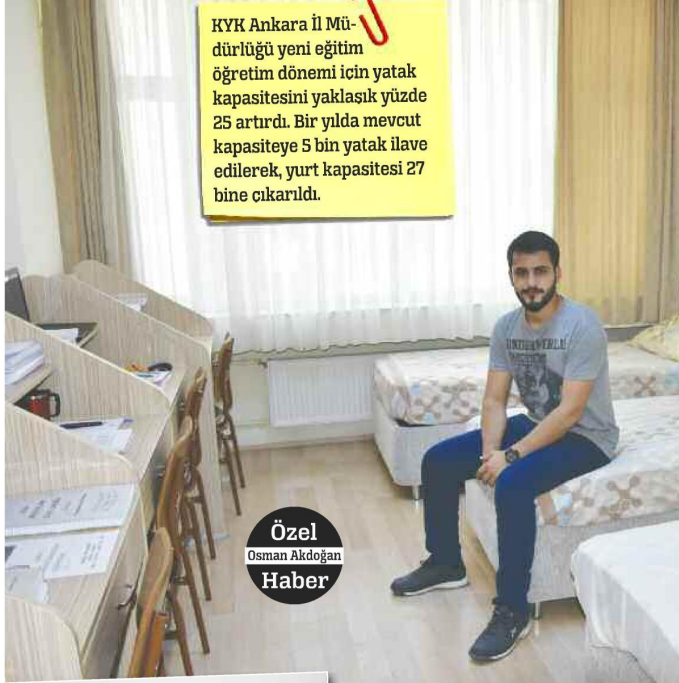 KYK Ankara İl Mü-
dürlüğü yeni eğitim
öğretim dönemi için yatak
kapasitesini yaklaşık yüzde
25 artırdı. Bir yılda mevcut
kapasiteye 5 bin yatak ilave
edilerek, yurt kapasitesi 27
bine çıkarıldı.
Özel
Osman Akdoğan
Haber